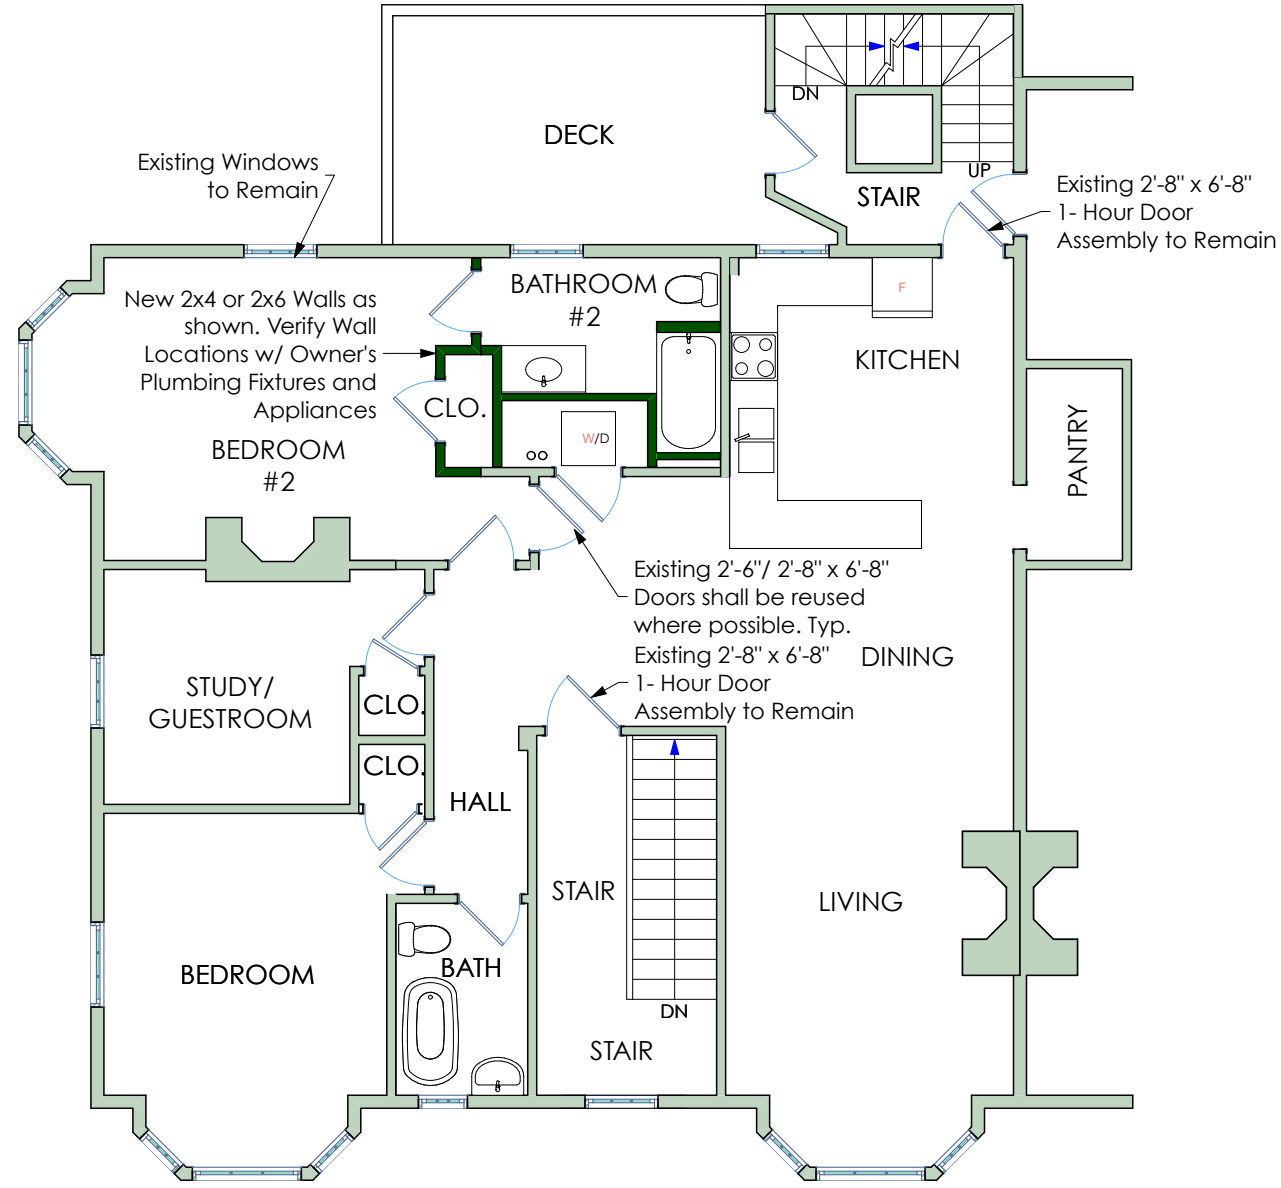 DN
DECK
Existing Windows
to Remain
UP
STAIR
Existing 2'-8" x 6'-8"
1- Hour Door
Assembly to Remain
BATHROOM
#2
F
New 2x4 or 2x6 Walls as
shown. Verify Wall
Locations w/ Owner's
Plumbing Fixtures and
Appliances
KITCHEN
CLO.
W/D
BEDROOM
#2
PANTRY
Existing 2'-6"/ 2'-8" x 6'-8"
Doors shall be reused
where possible. Typ.
Existing 2'-8" x 6'-8"
1- Hour Door
Assembly to Remain
DINING
STUDY/
GUESTROOM
CLO.
CLO.
HALL
STAIR
LIVING
BEDROOM
BATH
DN
STAIR